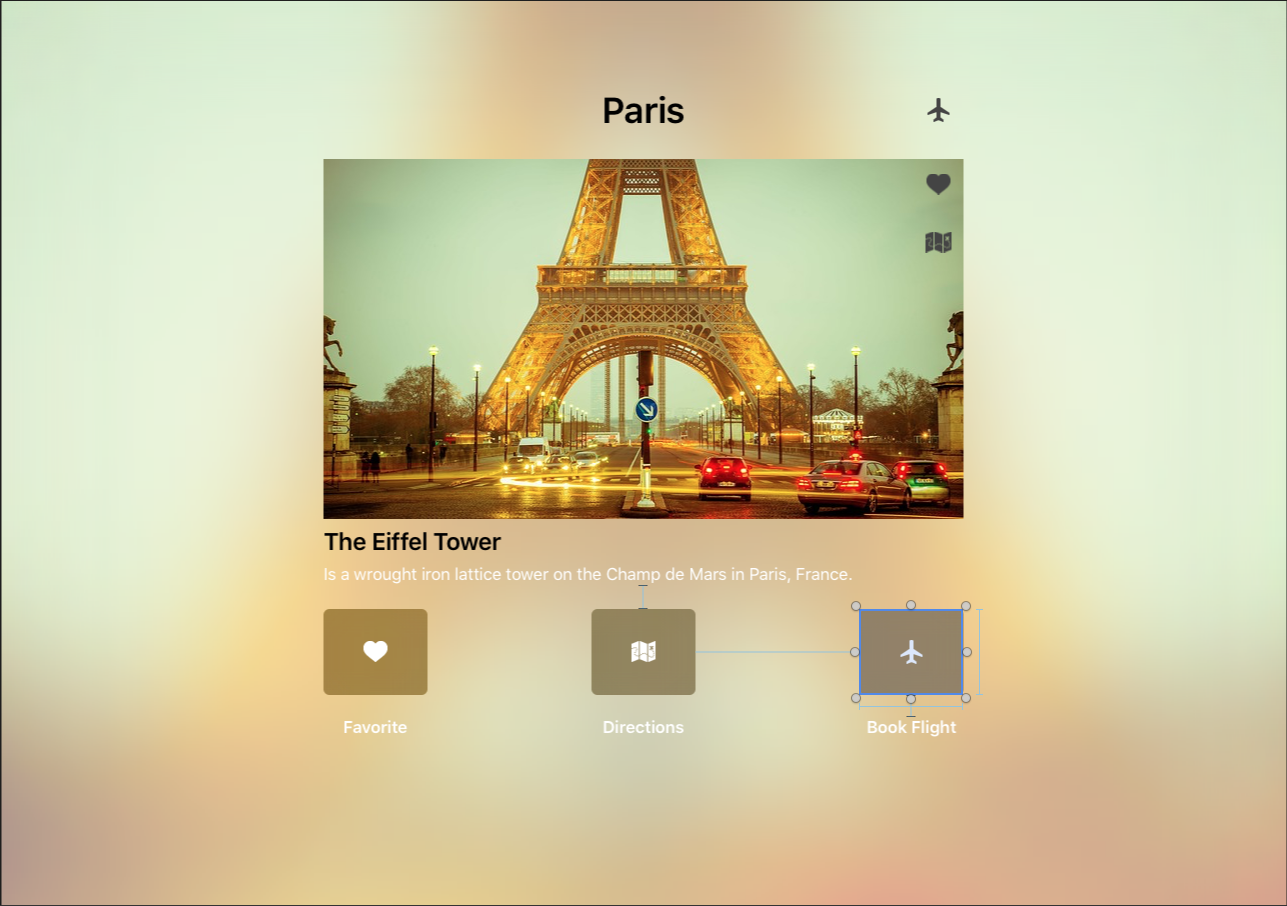 Paris
The Eiffel Tower
Is a wrought iron lattice tower on the Champ de Mars in Paris, France.
Favorite
Directions
Book Flight